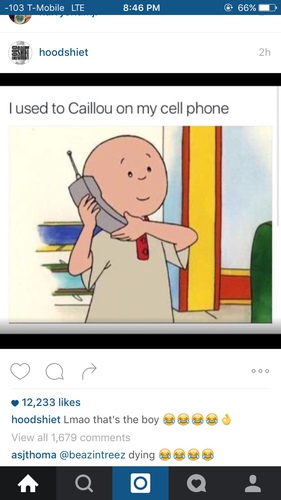 -103 T-Mobile LTE 8:46 PM 66%
hoodshiet 2h
I used to Caillou on my cell phone
12,233 likes
hoodshiet Lmao that's the boy 😂😂😂😂👌
View all 1,679 comments
asjthoma @beazintreez dying 😂😂😂😂